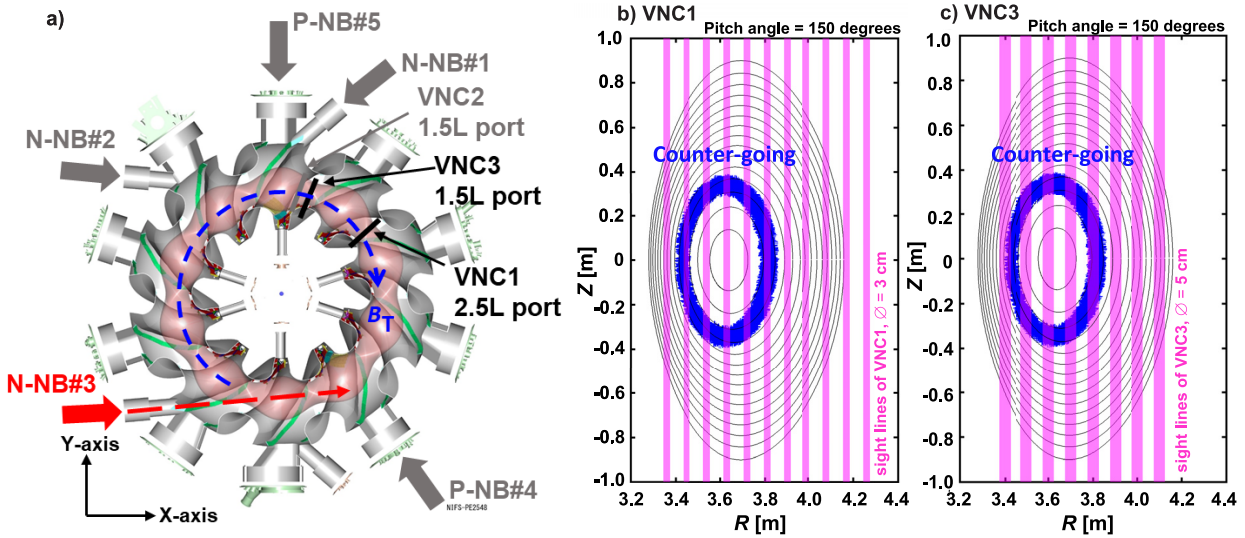 a)
P-NB#5
N-NB#1
VNC2
1.5L port
N-NB#2
VNC3
1.5L port
VNC1
2.5L port
BT
N-NB#3
Y-axis
X-axis
P-NB#4
NIFS-PE2548
b) VNC1
Pitch angle = 150 degrees
Counter-going
sight lines of VNC1, ∅ = 3 cm
Z [m]
1.0
0.8
0.6
0.4
0.2
0
-0.2
-0.4
-0.6
-0.8
1.0
3.2 3.4 3.6 3.8 4.0 4.2 4.4
R [m]
c) VNC3
Pitch angle = 150 degrees
Counter-going
sight lines of VNC3, ∅ = 5 cm
Z [m]
1.0
0.8
0.6
0.4
0.2
0
-0.2
-0.4
-0.6
-0.8
1.0
3.2 3.4 3.6 3.8 4.0 4.2 4.4
R [m]